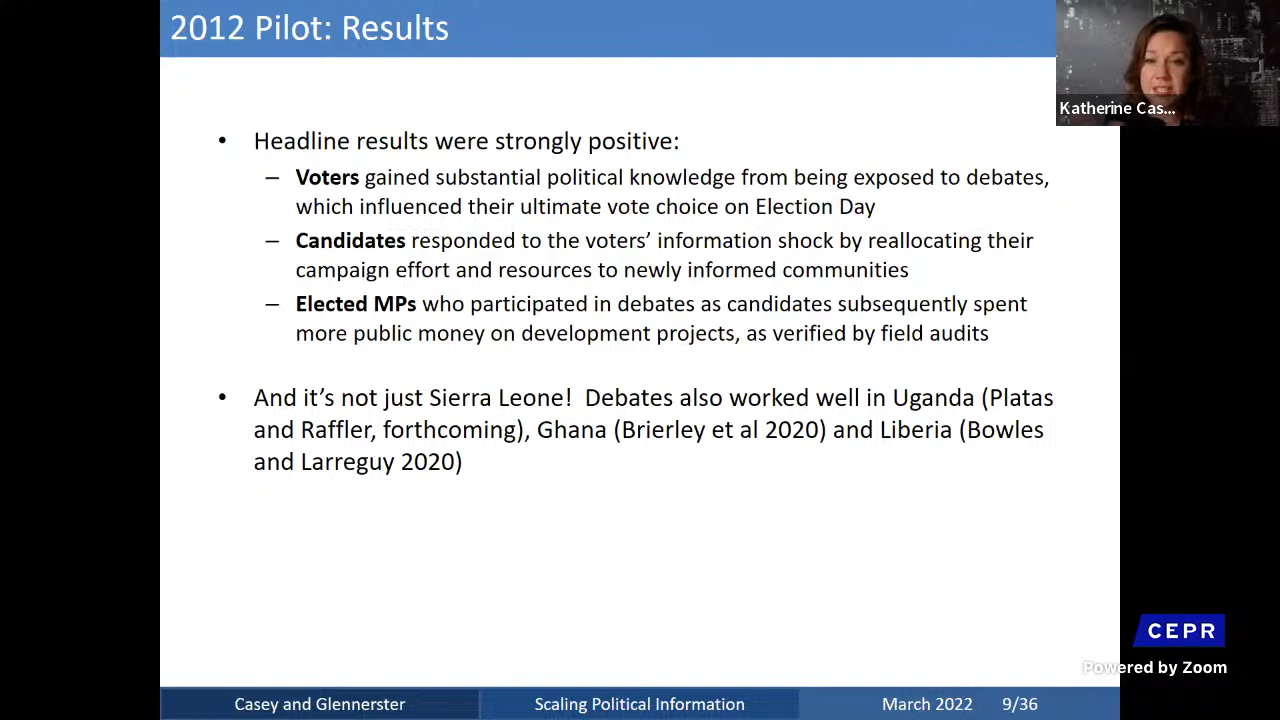 2012 Pilot: Results
Katherine Cas...
• Headline results were strongly positive:
– Voters gained substantial political knowledge from being exposed to debates,
which influenced their ultimate vote choice on Election Day
– Candidates responded to the voters’ information shock by reallocating their
campaign effort and resources to newly informed communities
– Elected MPs who participated in debates as candidates subsequently spent
more public money on development projects, as verified by field audits
• And it’s not just Sierra Leone!  Debates also worked well in Uganda (Platas
and Raffler, forthcoming), Ghana (Brierley et al 2020) and Liberia (Bowles
and Larreguy 2020)
CEPR
Powered by Zoom
Casey and Glennerster
Scaling Political Information
March 2022 9/36